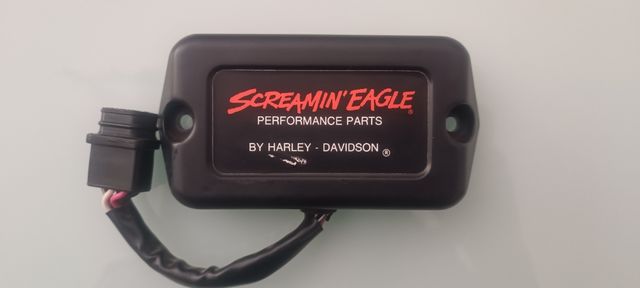 SCREAMIN' EAGLE®
PERFORMANCE PARTS
BY HARLEY - DAVIDSON ®